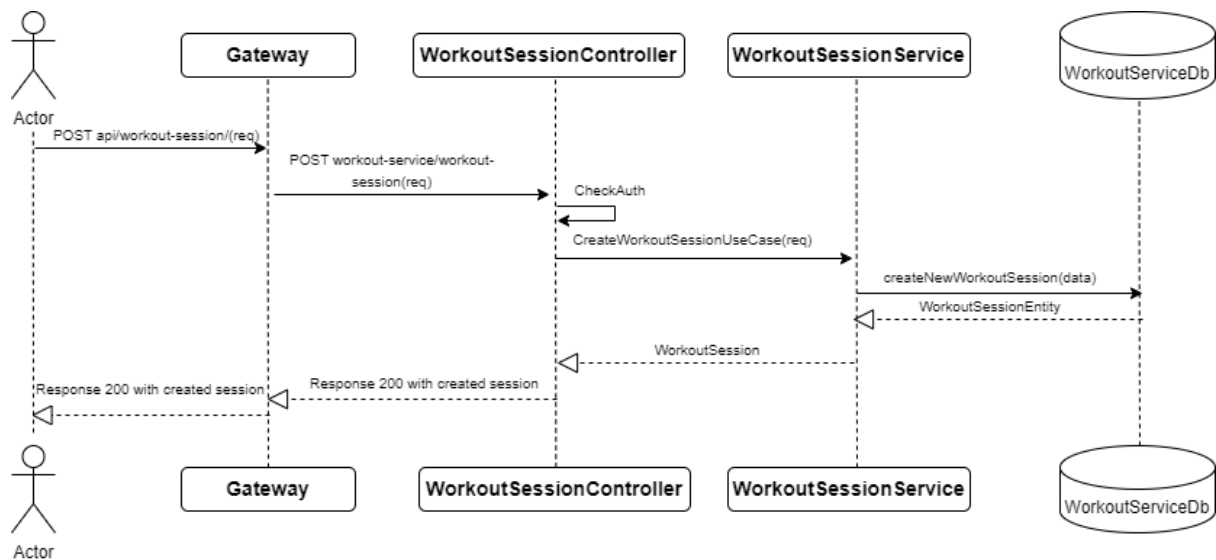 Gateway
WorkoutSessionController
WorkoutSessionService
WorkoutServiceDb
Actor
POST api/workout-session/(req)
POST workout-service/workout-
session(req)
CheckAuth
CreateWorkoutSessionUseCase(req)
createNewWorkoutSession(data)
WorkoutSessionEntity
WorkoutSession
Response 200 with created session
Response 200 with created session
Gateway
WorkoutSessionController
WorkoutSessionService
WorkoutServiceDb
Actor